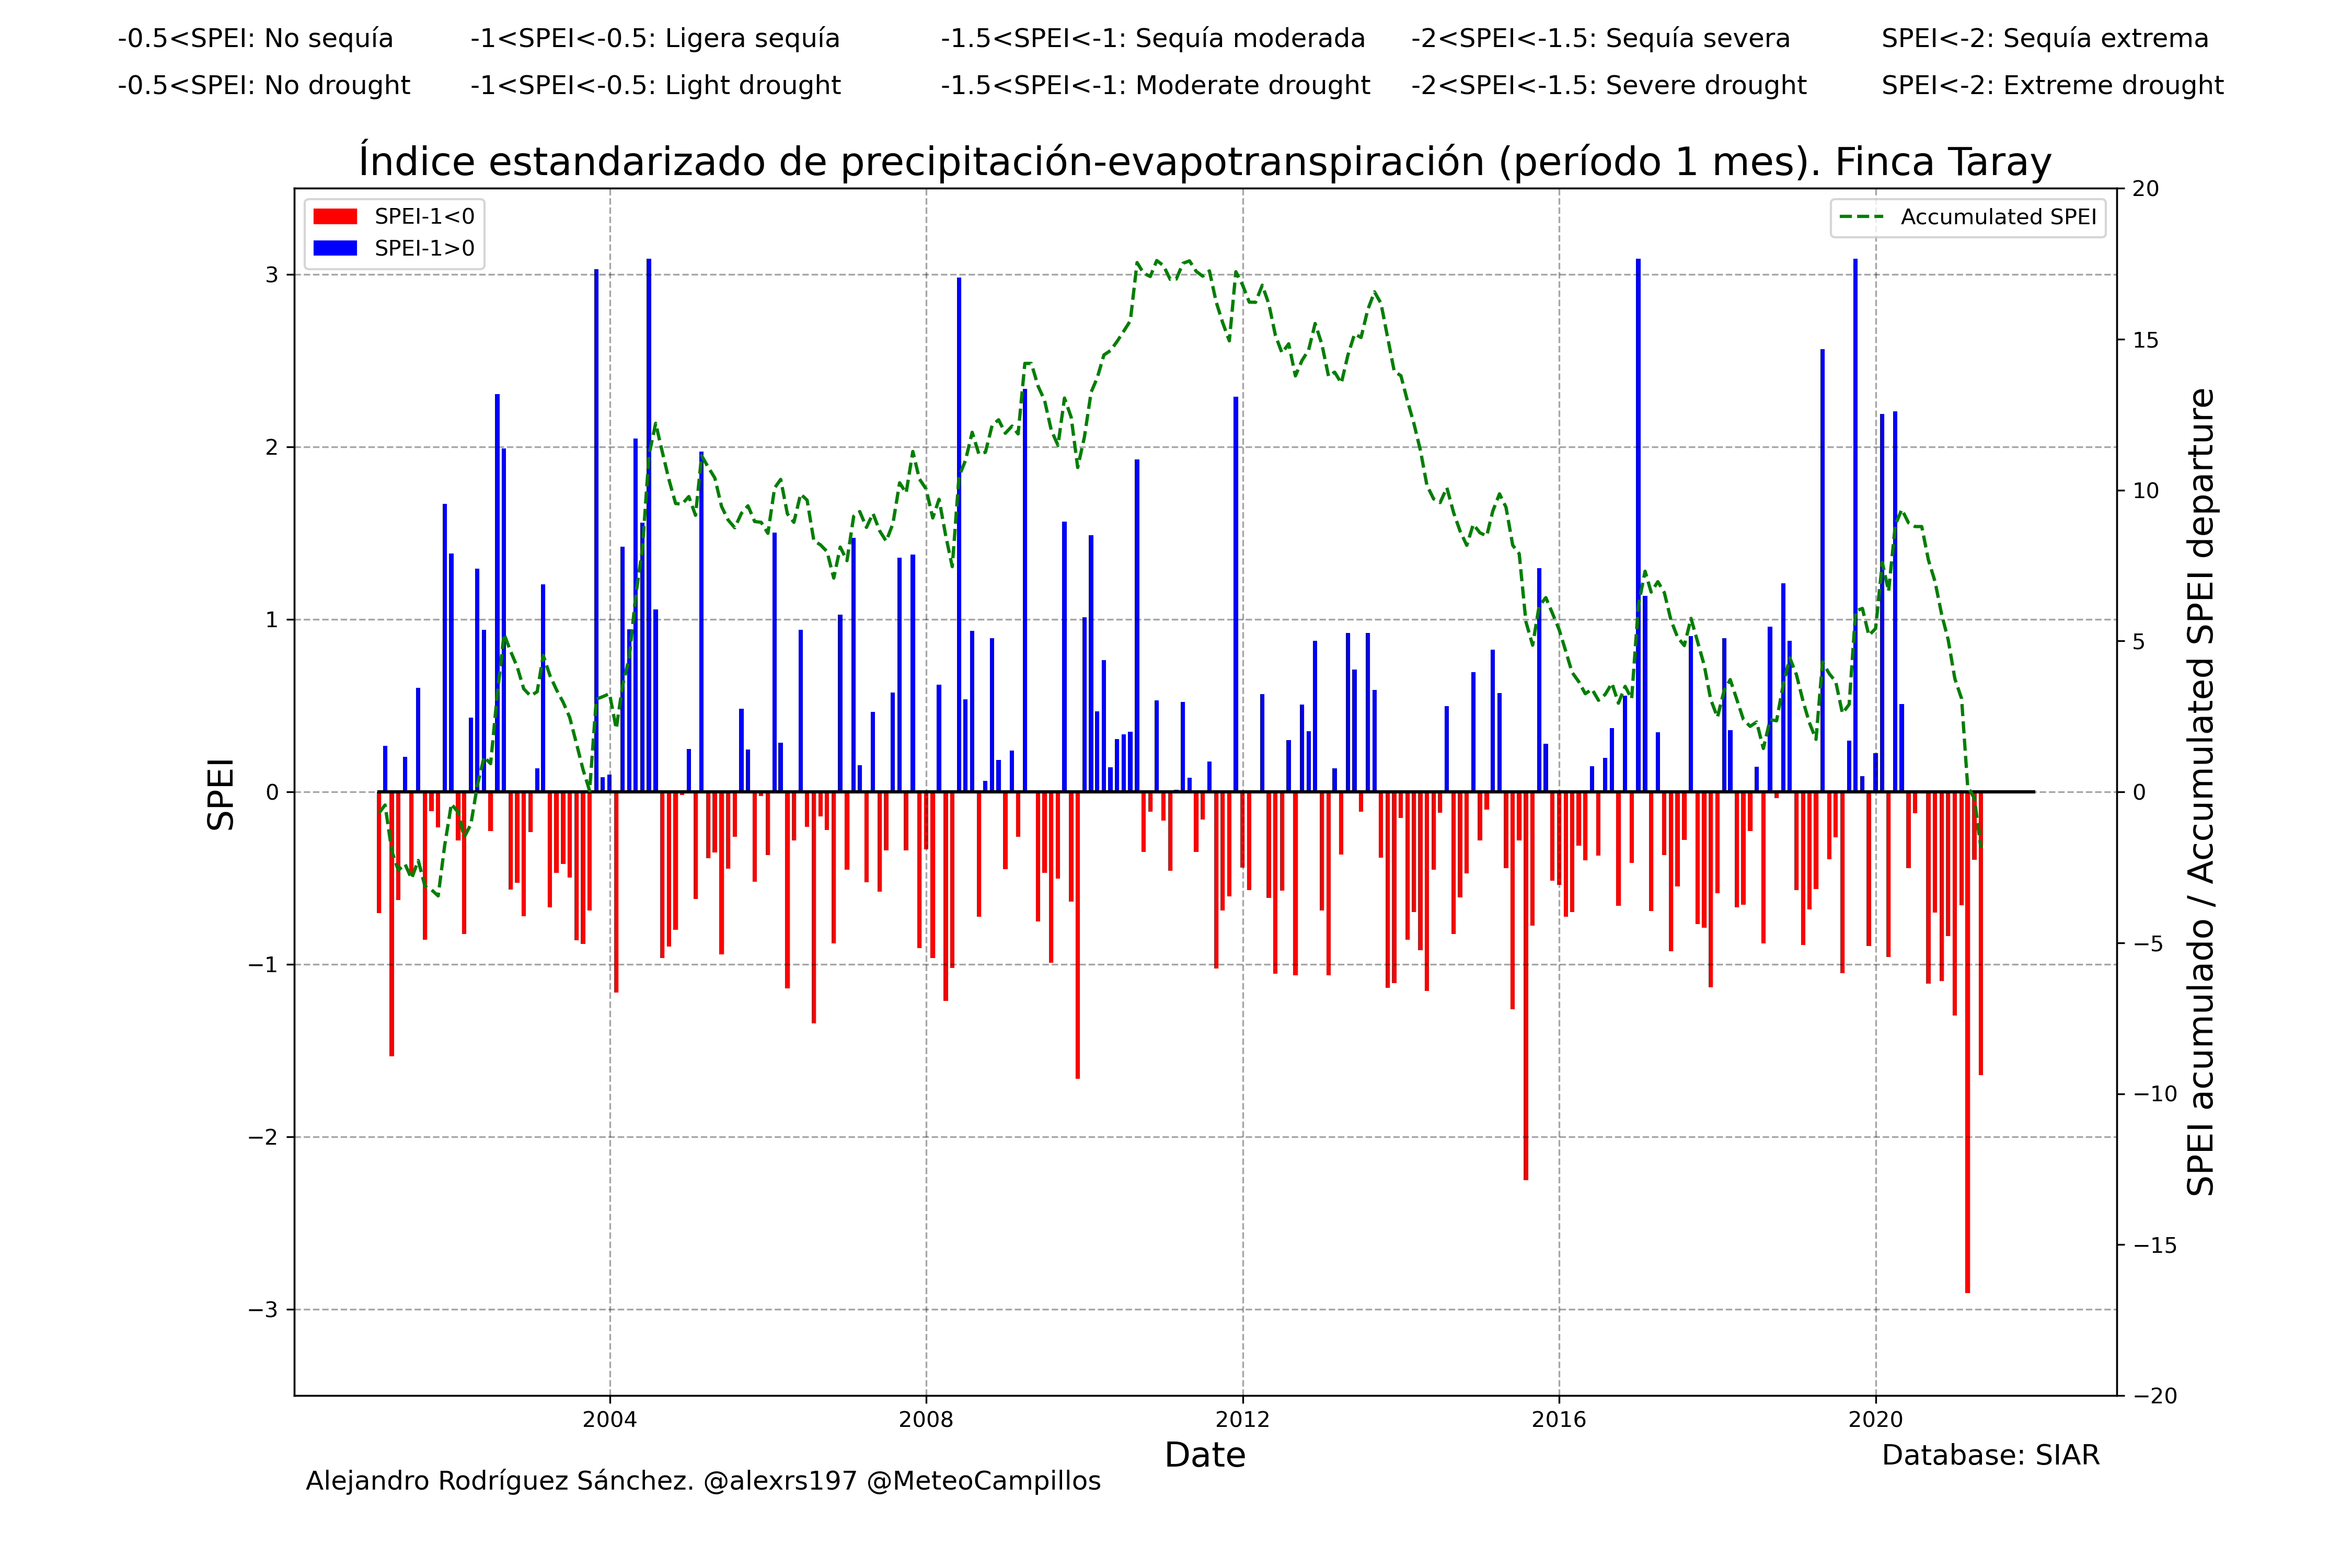 -0.5<SPEI: No sequía -1<SPEI<-0.5: Ligera sequía -1.5<SPEI<-1: Sequía moderada -2<SPEI<-1.5: Sequía severa SPEI<-2: Sequía extrema
-0.5<SPEI: No drought -1<SPEI<-0.5: Light drought -1.5<SPEI<-1: Moderate drought -2<SPEI<-1.5: Severe drought SPEI<-2: Extreme drought
Índice estandarizado de precipitación-evapotranspiración (período 1 mes). Finca Taray
SPEI-1<0
SPEI-1>0
Accumulated SPEI
3
2
1
0
−1
−2
−3
SPEI
20
15
10
5
0
−5
−10
−15
−20
SPEI acumulado / Accumulated SPEI departure
2004 2008 2012 2016 2020
Date
Database: SIAR
Alejandro Rodríguez Sánchez. @alexrs197 @MeteoCampillos